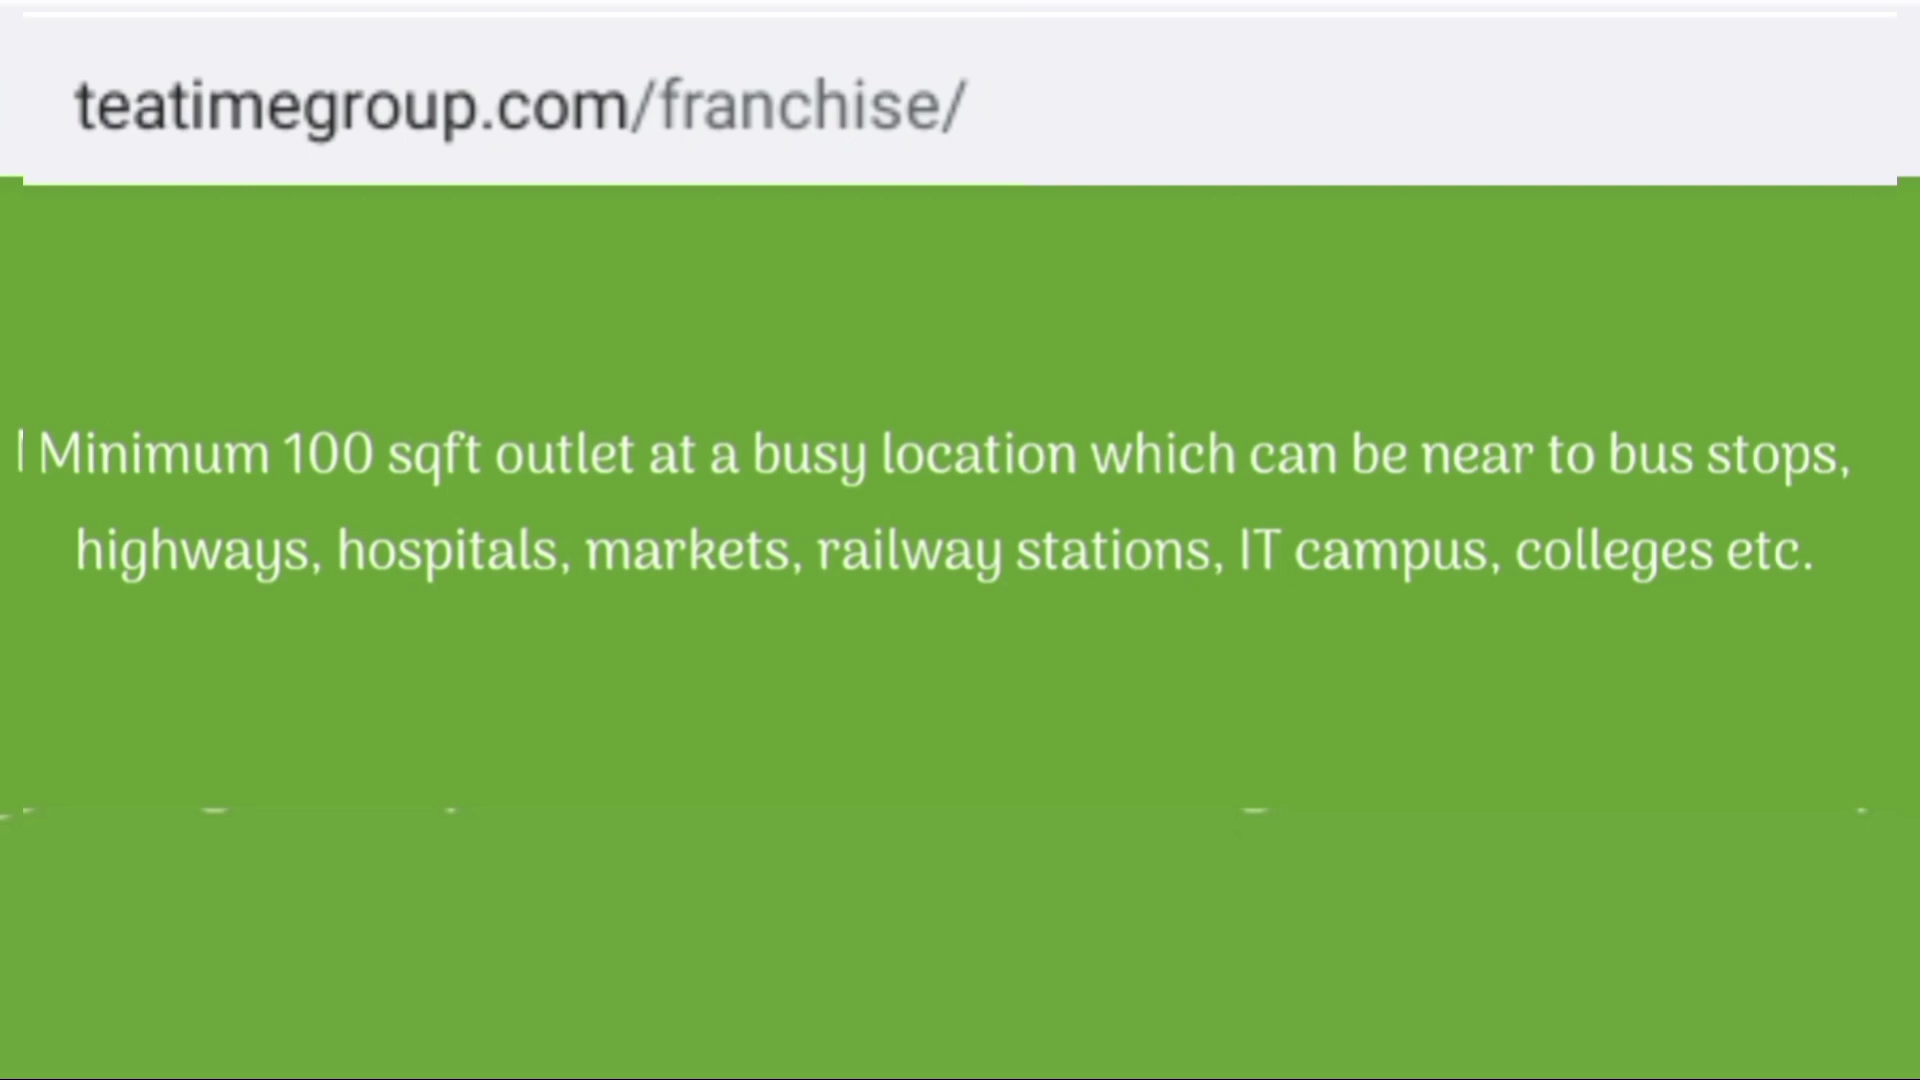 teatimegroup.com/franchise/
Minimum 100 sqft outlet at a busy location which can be near to bus stops,
highways, hospitals, markets, railway stations, IT campus, colleges etc.